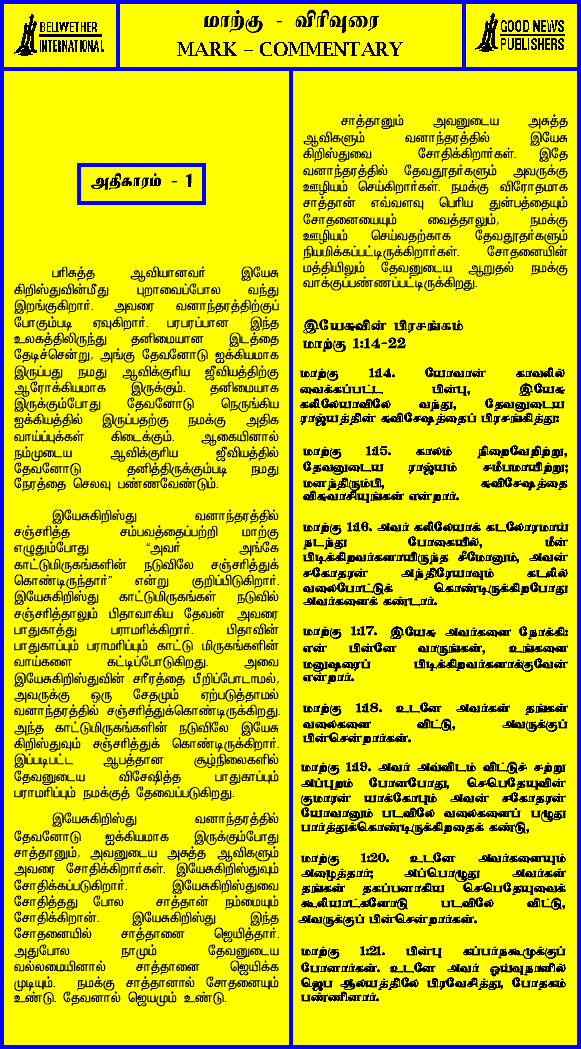 BELLWETHER
INTERNATIONAL
மாற்கு - விரிவுரை
MARK – COMMENTARY
GOOD NEWS
PUBLISHERS
அதிகாரம் - 1
பரிசுத்த ஆவியானவர் இயேசு
கிறிஸ்துவின்மீது புறாவைப்போல வந்து
இறங்குகிறார். அவரை வனாந்தரத்திற்குப்
போகும்படி ஏவுகிறார். பரபரப்பான இந்த
உலகத்திலிருந்து தனிமையான இடத்தை
தேடிச்சென்று, அங்கு தேவனோடு ஐக்கியமாக
இருப்பது நமது ஆவிக்குரிய ஜீவியத்திற்கு
ஆரோக்கியமாக இருக்கும். தனிமையாக
இருக்கும்போது தேவனோடு நெருங்கிய
ஐக்கியத்தில் இருப்பதற்கு நமக்கு அதிக
வாய்ப்புக்கள் கிடைக்கும். ஆகையினால்
நம்முடைய ஆவிக்குரிய ஜீவியத்தில்
தேவனோடு தனித்திருக்கும்படி நமது
நேரத்தை செலவு பண்ணவேண்டும்.
இயேசுகிறிஸ்து வனாந்தரத்தில்
சஞ்சரித்த சம்பவத்தைப்பற்றி மாற்கு
எழுதும்போது “அவர் அங்கே
காட்டுமிருகங்களின் நடுவிலே சஞ்சரித்துக்
கொண்டிருந்தார்” என்று குறிப்பிடுகிறார்.
இயேசுகிறிஸ்து காட்டுமிருகங்கள் நடுவில்
சஞ்சரித்தாலும் பிதாவாகிய தேவன் அவரை
பாதுகாத்து பராமரிக்கிறார். பிதாவின்
பாதுகாப்பும் பராமரிப்பும் காட்டு மிருகங்களின்
வாய்களை கட்டிப்போடுகிறது. அவை
இயேசுகிறிஸ்துவின் சரீரத்தை பீறிப்போடாமல்,
அவருக்கு ஒரு சேதமும் ஏற்படுத்தாமல்
வனாந்தரத்தில் சஞ்சரித்துக்கொண்டிருக்கிறது.
அந்த காட்டுமிருகங்களின் நடுவிலே இயேசு
கிறிஸ்துவும் சஞ்சரித்துக் கொண்டிருக்கிறார்.
இப்படிபட்ட ஆபத்தான சூழ்நிலைகளில்
தேவனுடைய விசேஷித்த பாதுகாப்பும்
பராமரிப்பும் நமக்குத் தேவைப்படுகிறது.
இயேசுகிறிஸ்து வனாந்தரத்தில்
தேவனோடு ஐக்கியமாக இருக்கும்போது
சாத்தானும், அவனுடைய அசுத்த ஆவிகளும்
அவரை சோதிக்கிறார்கள். இயேசுகிறிஸ்துவும்
சோதிக்கப்படுகிறார். இயேசுகிறிஸ்துவை
சோதித்தது போல சாத்தான் நம்மையும்
சோதிக்கிறான். இயேசுகிறிஸ்து இந்த
சோதனையில் சாத்தானை ஜெயித்தார்.
அதுபோல நாமும் தேவனுடைய
வல்லமையினால் சாத்தானை ஜெயிக்க
முடியும். நமக்கு சாத்தானால் சோதனையும்
உண்டு. தேவனால் ஜெயமும் உண்டு.
சாத்தானும் அவனுடைய அசுத்த
ஆவிகளும் வனாந்தரத்தில் இயேசு
கிறிஸ்துவை சோதிக்கிறார்கள். இதே
வனாந்தரத்தில் தேவதூதர்களும் அவருக்கு
ஊழியம் செய்கிறார்கள். நமக்கு விரோதமாக
சாத்தான் எவ்வளவு பெரிய துன்பத்தையும்
சோதனையையும் வைத்தாலும், நமக்கு
ஊழியம் செய்வதற்காக தேவதூதர்களும்
நியமிக்கப்பட்டிருக்கிறார்கள். சோதனையின்
மத்தியிலும் தேவனுடைய ஆறுதல் நமக்கு
வாக்குப்பண்ணப்பட்டிருக்கிறது.
இயேசுவின் பிரசங்கம்
மாற்கு 1:14-22
மாற்கு 1:14. யோவான் காவலில்
வைக்கப்பட்ட பின்பு, இயேசு
கலிலேயாவிலே வந்து, தேவனுடைய
ராஜ்யத்தின் சுவிசேஷத்தைப் பிரசங்கித்து:
மாற்கு 1:15. காலம் நிறைவேறிற்று,
தேவனுடைய ராஜ்யம் சமீபமாயிற்று;
மனந்திரும்பி, சுவிசேஷத்தை
விசுவாசியுங்கள் என்றார்.
மாற்கு 1:16. அவர் கலிலேயாக் கடலோரமாய்
நடந்து போகையில், மீன்
பிடிக்கிறவர்களாயிருந்த சீமோனும், அவன்
சகோதரன் அந்திரேயாவும் கடலில்
வலைபோட்டுக் கொண்டிருக்கிறபோது
அவர்களைக் கண்டார்.
மாற்கு 1:17. இயேசு அவர்களை நோக்கி:
என் பின்னே வாருங்கள், உங்களை
மனுஷரைப் பிடிக்கிறவர்களாக்குவேன்
என்றார்.
மாற்கு 1:18. உடனே அவர்கள் தங்கள்
வலைகளை விட்டு, அவருக்குப்
பின்சென்றார்கள்.
மாற்கு 1:19. அவர் அவ்விடம் விட்டுச் சற்று
அப்புறம் போனபோது, செபெதேயுவின்
குமாரன் யாக்கோபும் அவன் சகோதரன்
யோவானும் படவிலே வலைகளைப் பழுது
பார்த்துக்கொண்டிருக்கிறதைக் கண்டு,
மாற்கு 1:20. உடனே அவர்களையும்
அழைத்தார்; அப்பொழுது அவர்கள்
தங்கள் தகப்பனாகிய செபெதேயுவைக்
கூலியாட்களோடு படவிலே விட்டு,
அவருக்குப் பின்சென்றார்கள்.
மாற்கு 1:21. பின்பு கப்பர்நகூமுக்குப்
போனார்கள். உடனே அவர் ஓய்வுநாளில்
ஜெப ஆலயத்திலே பிரவேசித்து, போதகம்
பண்ணினார்.